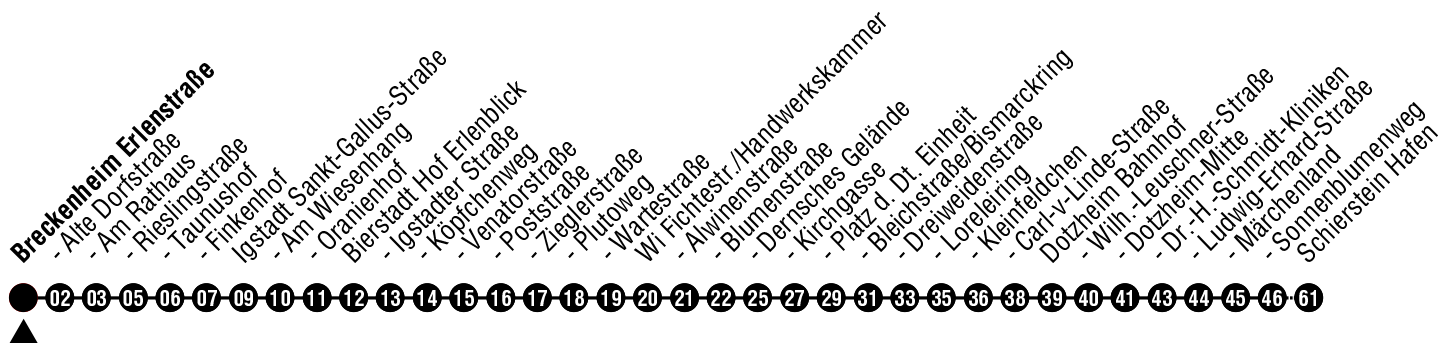 Breckenheim Erlenstraße
- Alte Dorfstraße
- Am Rathaus
- Rieslingstraße
- Taunushof
- Finkenhof
Igstadt Sankt-Gallus-Straße
- Am Wiesenhang
- Oranienhof
Bierstadt Hof Erlenblick
- Igstadter Straße
- Köpfchenweg
- Venatorstraße
- Poststraße
- Zieglerstraße
- Plutoweg
- Wartestraße
Wi Fichtestr./Handwerkskammer
- Alwinenstraße
- Blumenstraße
- Dernsches Gelände
- Kirchgasse
- Platz d. Dt. Einheit
- Bleichstraße/Bismarckring
- Dreiweidenstraße
- Loreleiring
- Kleinfeldchen
- Carl-v-Linde-Straße
Dotzheim Bahnhof
- Wilh.-Leuschner-Straße
- Dotzheim-Mitte
- Dr.-H.-Schmidt-Kliniken
- Ludwig-Erhard-Straße
- Märchenland
- Sonnenblumenweg
Schierstein Hafen
02 03 05 06 07 09 10 11 12 13 14 15 16 17 18 19 20 21 22 25 27 29 31 33 35 36 38 39 40 41 43 44 45 46 61